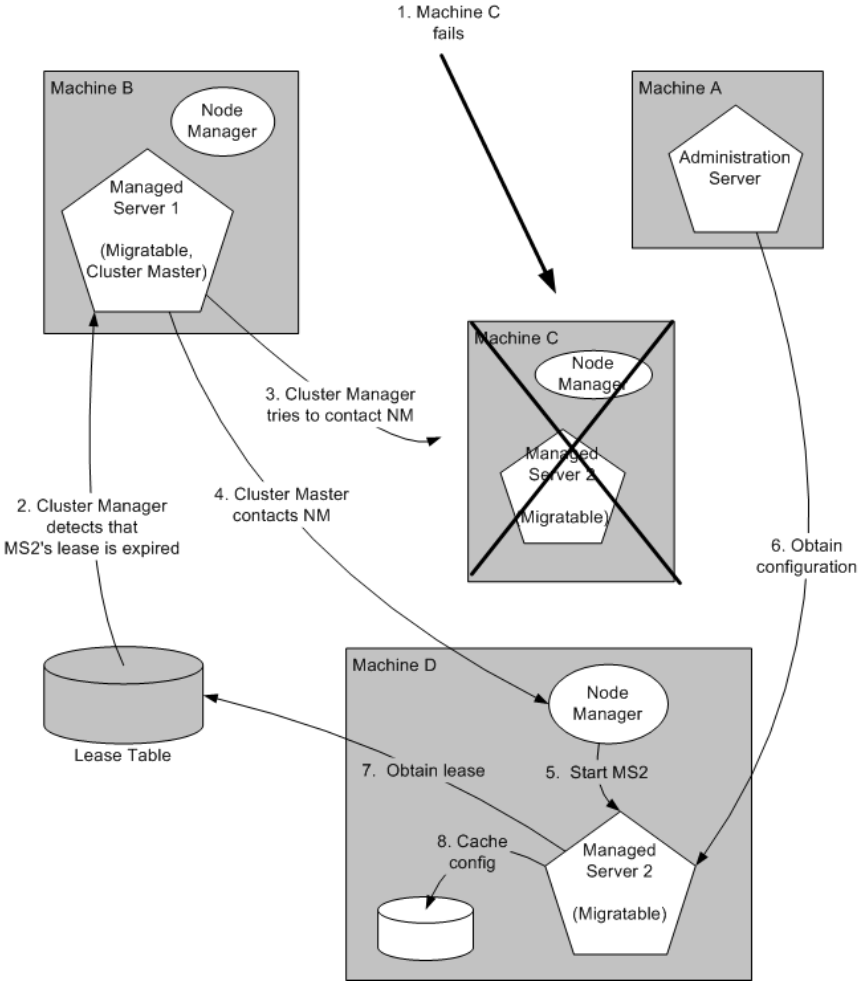 1. Machine C
fails
Machine B
Node
Manager
Managed
Server 1
(Migratable,
Cluster Master)
Machine A
Administration
Server
Machine C
Node
Manager
Managed
Server 2
(Migratable)
3. Cluster Manager
tries to contact NM
4. Cluster Master
contacts NM
2. Cluster Manager
detects that
MS2's lease is expired
6. Obtain
configuration
Lease Table
Machine D
Node
Manager
7. Obtain lease
5. Start MS2
8. Cache
config
Managed
Server 2
(Migratable)